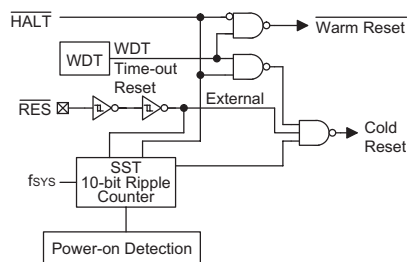 HALT
Warm Reset
WDT
WDT
Time-out
Reset
RES
External
Cold
Reset
fSYS
SST
10-bit Ripple
Counter
Power-on Detection